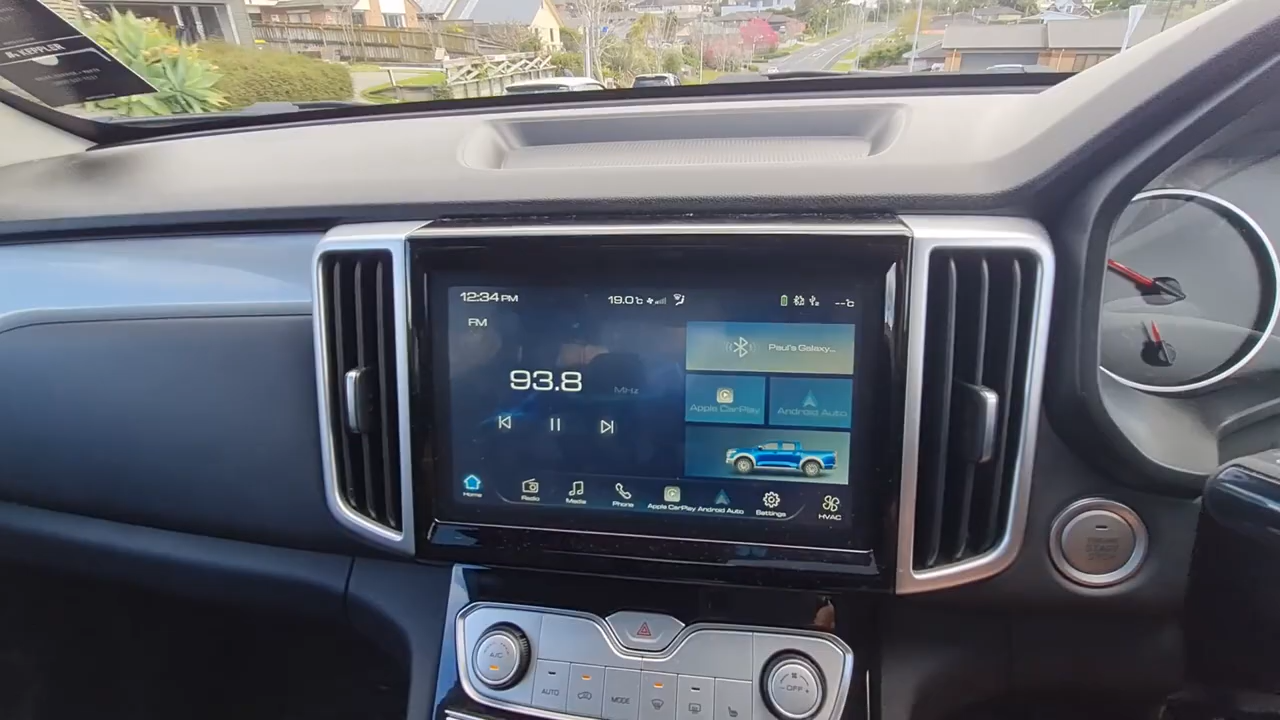 12:34 PM
19.0°c
--°c
FM
Paul's Galaxy...
93.8
MHz
Apple CarPlay
Android Auto
Home
Radio
Media
Phone
Apple CarPlay
Android Auto
Settings
HVAC
START
A/C
AUTO
MODE
OFF